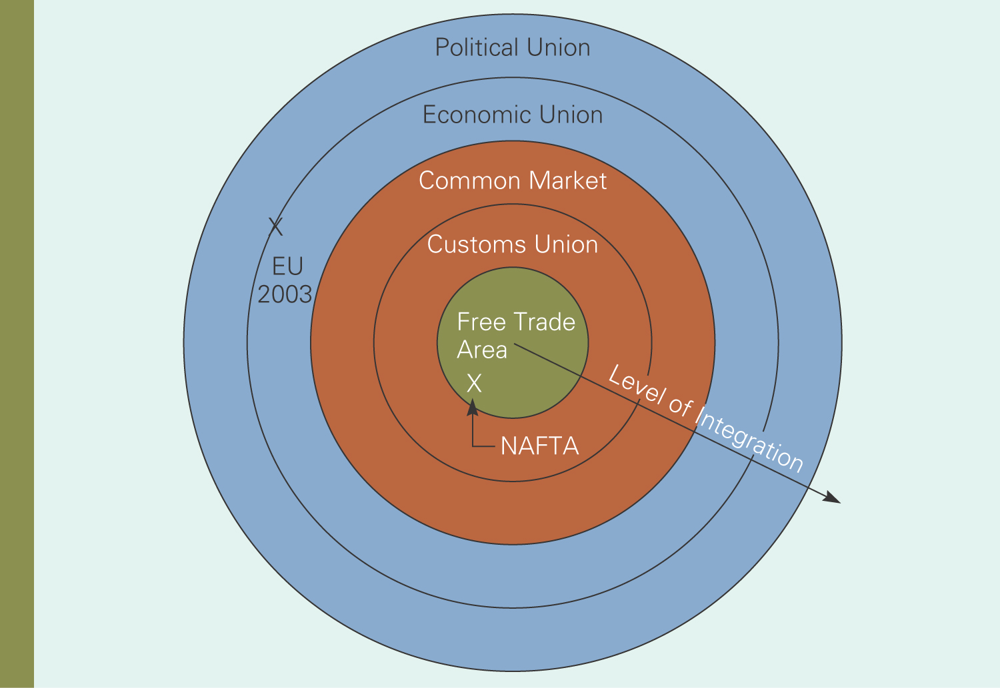 Political Union
Economic Union
Common Market
X
Customs Union
EU
2003
Free Trade
Area
X
Level of Integration
NAFTA